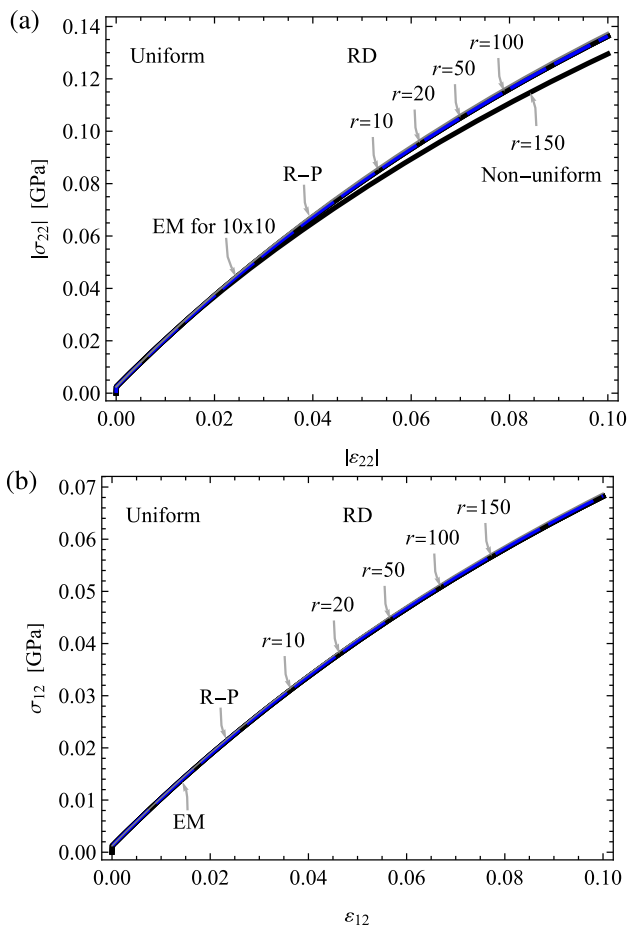 (a)
0.14
Uniform
RD
r=100
0.12
r=50
r=20
0.10
r=10
r=150
|σ22| [GPa]
0.08
R−P
Non−uniform
0.06
EM for 10x10
0.04
0.02
0.00
0.00 0.02 0.04 0.06 0.08 0.10
|ε22|
(b)
0.07
Uniform
RD
r=150
0.06
r=100
0.05
r=50
r=20
0.04
r=10
σ12 [GPa]
0.03
R−P
0.02
0.01
EM
0.00
0.00 0.02 0.04 0.06 0.08 0.10
ε12